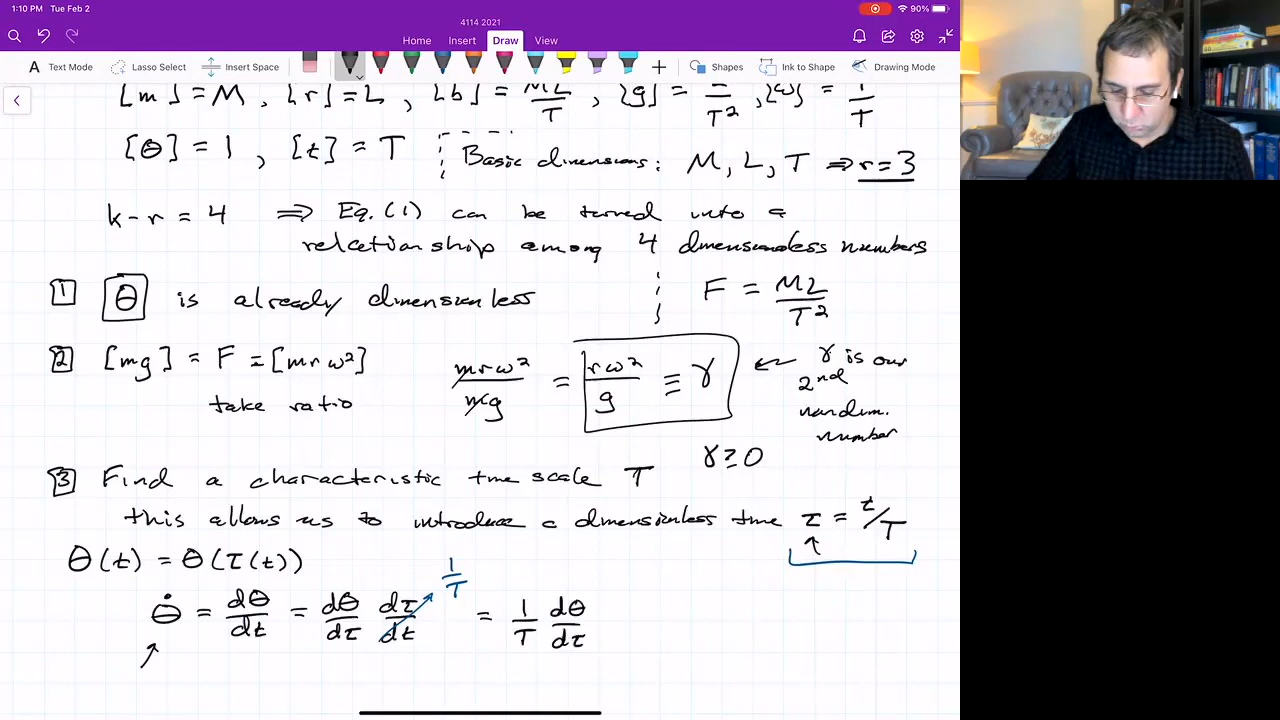 1:10 PM Tue Feb 2
90%
4114 2021
Home Insert Draw View
Text Mode Lasso Select Insert Space Shapes Ink to Shape Drawing Mode
[m] = M , [r] = L , [b] = ML/T , [g] = L/T² , [ω] = 1/T
[θ] = 1 , [t] = T
Basic dimensions: M, L, T ⇒ r = 3
k - r = 4 ⇒ Eq. (1) can be turned into a
relationship among 4 dimensionless numbers
1 θ is already dimensionless
F = ML/T²
2 [mg] = F = [mrω²]
take ratio
mrω²/mg = rω²/g ≡ γ
← γ is our
2nd
nondim.
number
γ ≥ 0
3 Find a characteristic time scale T
this allows us to introduce a dimensionless time τ = t/T
θ(t) = θ(τ(t))
1/T
θ̇ = dθ/dt = dθ/dτ dτ/dt = 1/T dθ/dτ